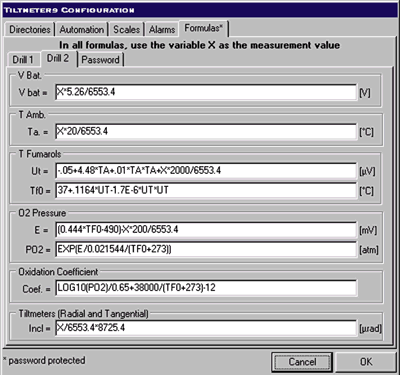 TILTMETERS CONFIGURATION
Directories Automation Scales Alarms Formulas*
In all formulas, use the variable X as the measurement value
Drill 1 Drill 2 Password
V Bat.
V bat = X*5.26/6553.4 [V]
T Amb.
Ta. = X*20/6553.4 [°C]
T Fumarols
Ut = -.05+4.48*TA+.01*TA*TA+X*2000/6553.4 [µV]
Tf0 = 37+.1164*UT-1.7E-6*UT*UT [°C]
O2 Pressure
E = (0.444*TF0-490)-X*200/6553.4 [mV]
PO2 = EXP(E/0.021544/(TF0+273)) [atm]
Oxidation Coefficient
Coef. = LOG10(PO2)/0.65+38000/(TF0+273)-12
Tiltmeters (Radial and Tangential)
Incl = X/6553.4*8725.4 [µrad]
* password protected Cancel OK